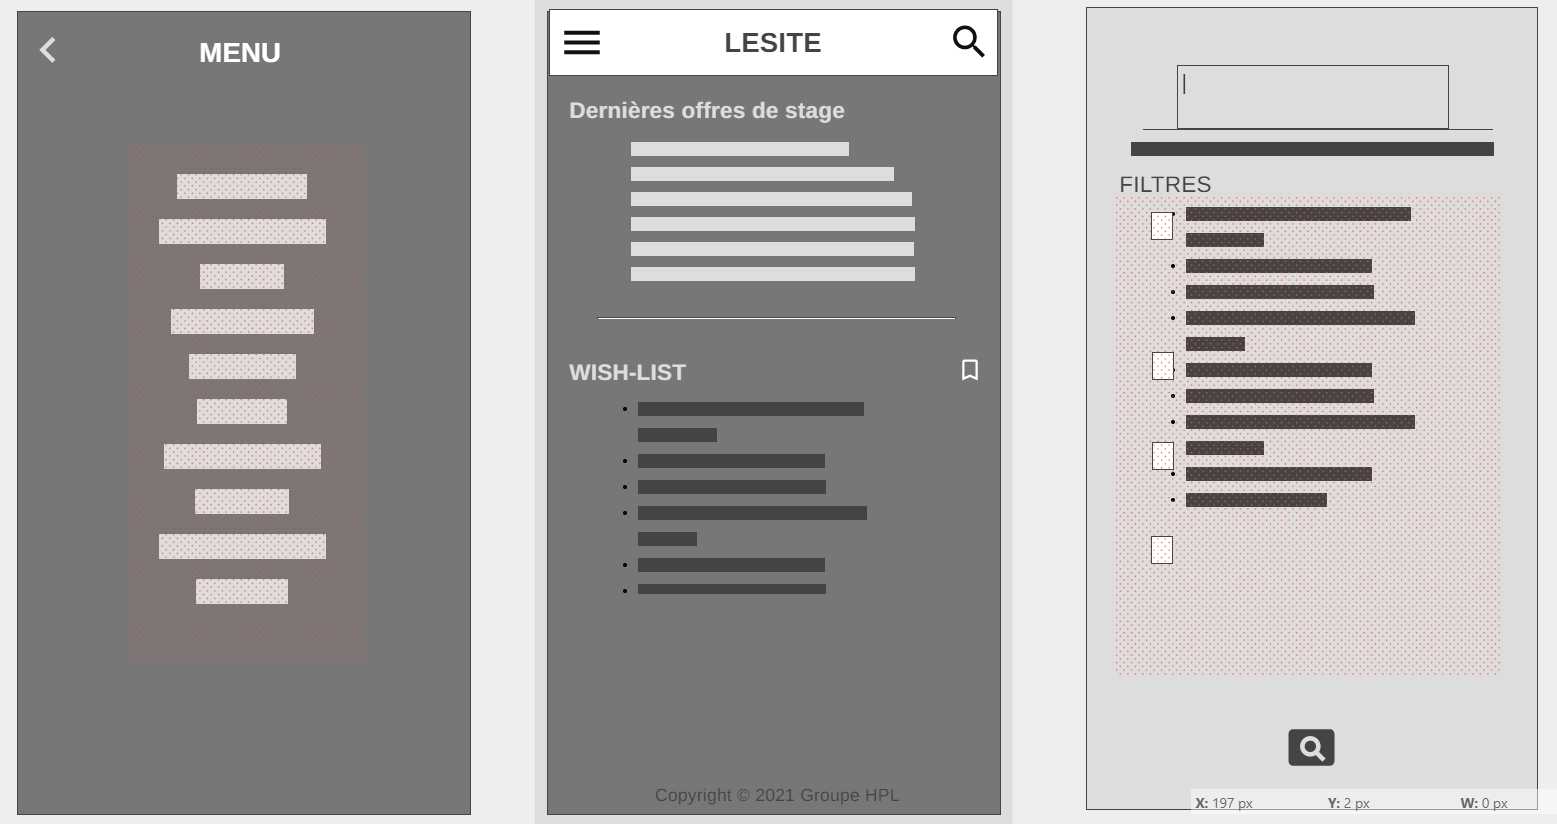 MENU
LESITE
Dernières offres de stage
WISH-LIST
Copyright © 2021 Groupe HPL
FILTRES
X: 197 px Y: 2 px W: 0 px